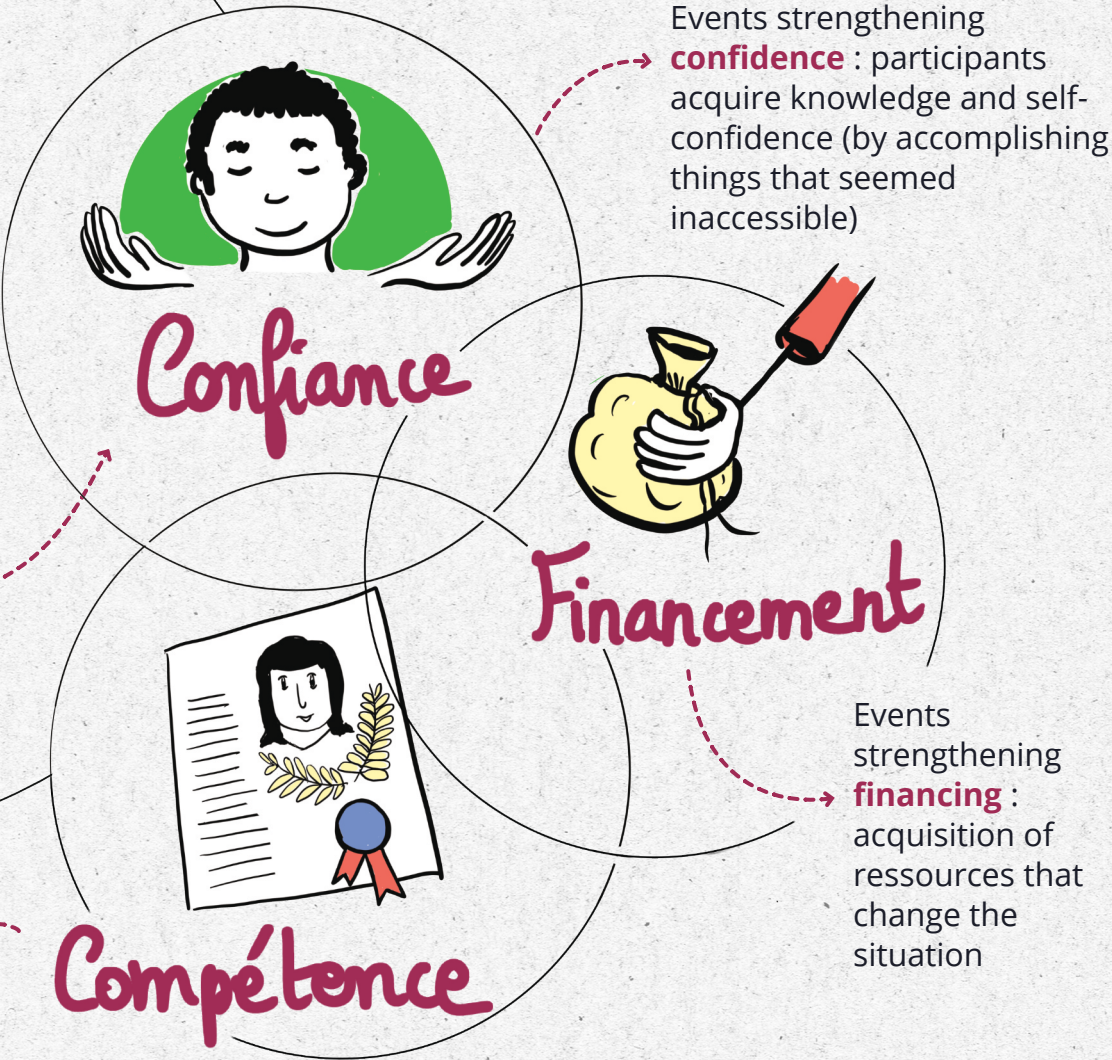 Events strengthening
confidence : participants
acquire knowledge and self-
confidence (by accomplishing
things that seemed
inaccessible)
Confiance
Financement
Events
strengthening
financing :
acquisition of
ressources that
change the
situation
Compétence